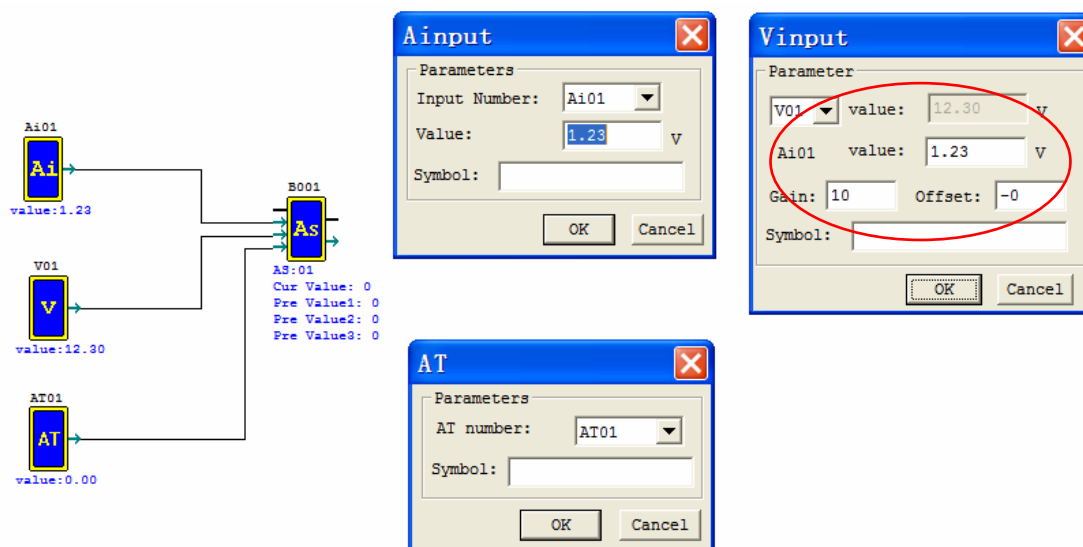 Ai01
Ai
value:1.23
V01
V
value:12.30
AT01
AT
value:0.00
B001
As
AS:01
Cur Value: 0
Pre Value1: 0
Pre Value2: 0
Pre Value3: 0
Ainput
Parameters
Input Number: Ai01
Value: 1.23 V
Symbol:
OK Cancel
Vinput
Parameter
V01 value: 12.30 V
Ai01 value: 1.23 V
Gain: 10 Offset: -0
Symbol:
OK Cancel
AT
Parameters
AT number: AT01
Symbol:
OK Cancel